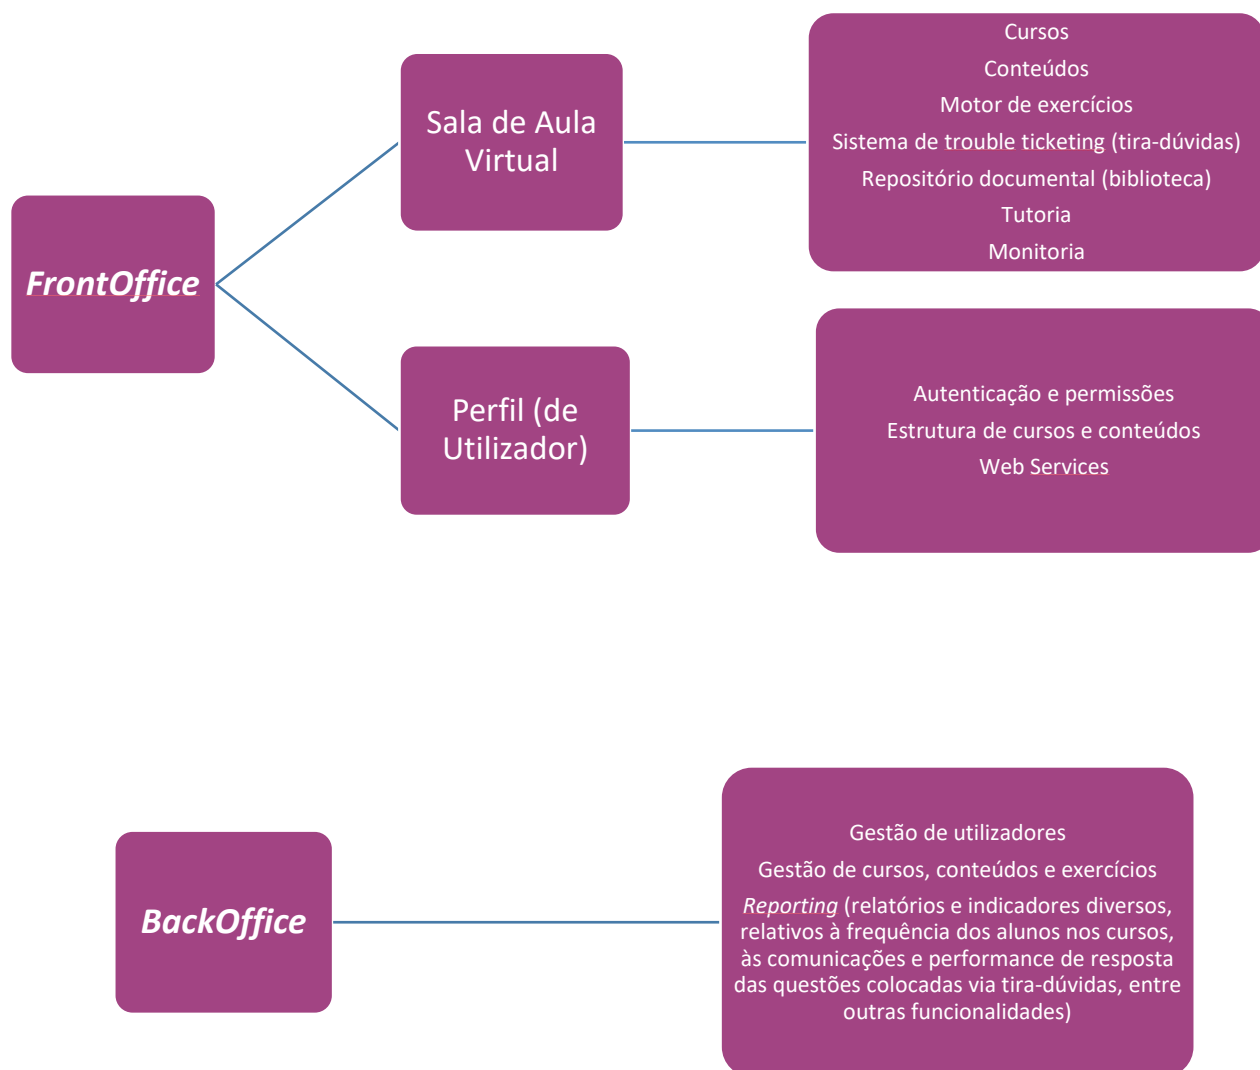 FrontOffice
Sala de Aula
Virtual
Cursos
Conteúdos
Motor de exercícios
Sistema de trouble ticketing (tira-dúvidas)
Repositório documental (biblioteca)
Tutoria
Monitoria
Perfil (de
Utilizador)
Autenticação e permissões
Estrutura de cursos e conteúdos
Web Services
BackOffice
Gestão de utilizadores
Gestão de cursos, conteúdos e exercícios
Reporting (relatórios e indicadores diversos,
relativos à frequência dos alunos nos cursos,
às comunicações e performance de resposta
das questões colocadas via tira-dúvidas, entre
outras funcionalidades)